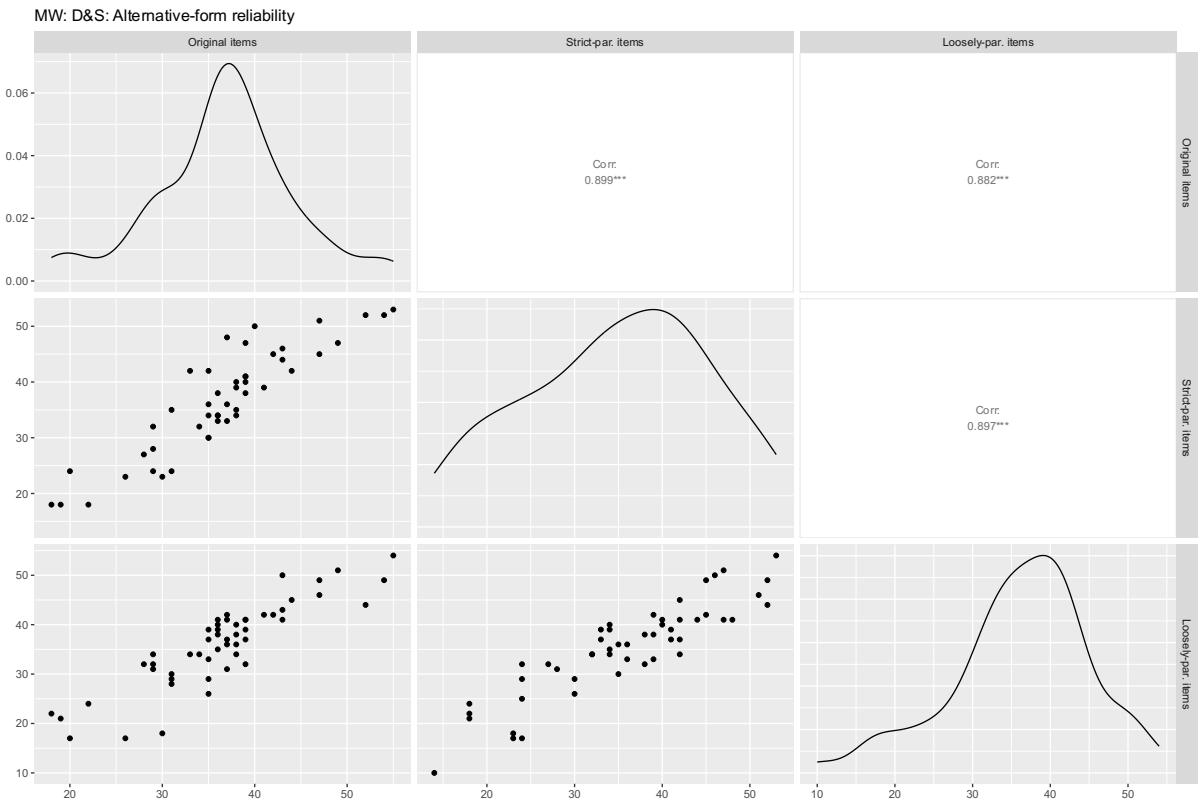 MW: D&S: Alternative-form reliability
Original items
Strict-par. items
Loosely-par. items
0.06
0.04
0.02
0.00
Corr:
0.899***
Corr:
0.882***
Original items
50
40
30
20
Corr:
0.897***
Strict-par. items
50
40
30
20
10
Loosely-par. items
20
30
40
50
20
30
40
50
10
20
30
40
50